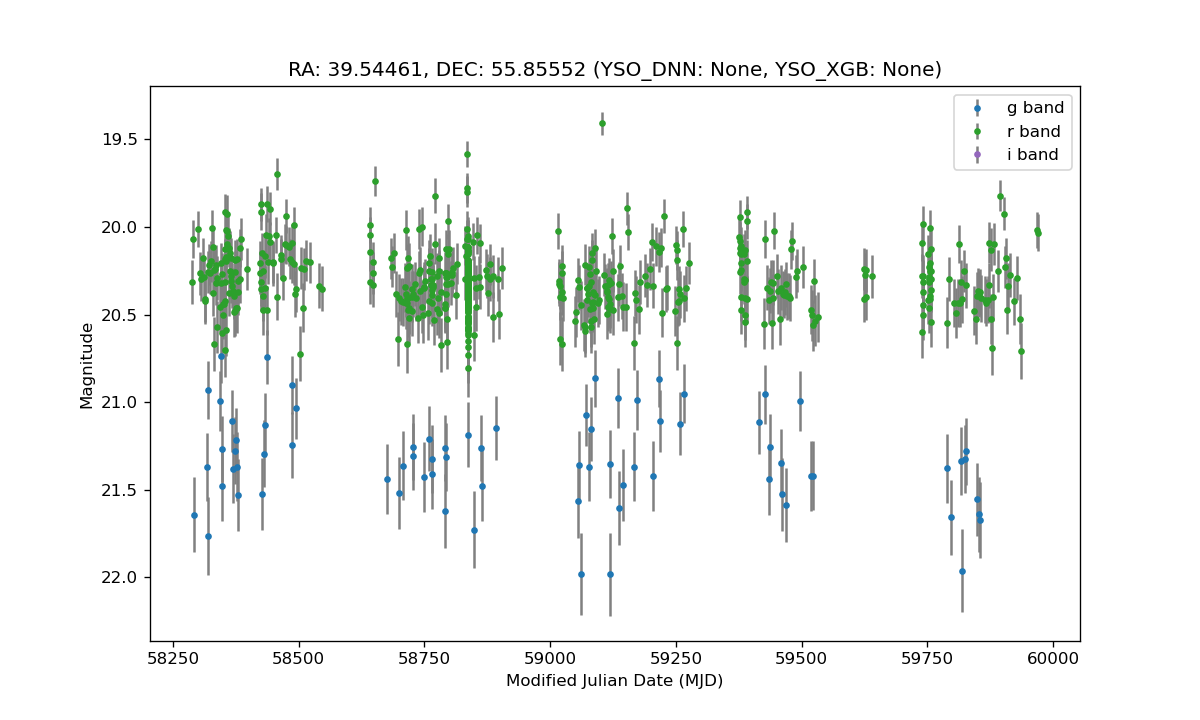 RA: 39.54461, DEC: 55.85552 (YSO_DNN: None, YSO_XGB: None)
g band
r band
i band
19.5
20.0
20.5
21.0
21.5
22.0
Magnitude
58250 58500 58750 59000 59250 59500 59750 60000
Modified Julian Date (MJD)